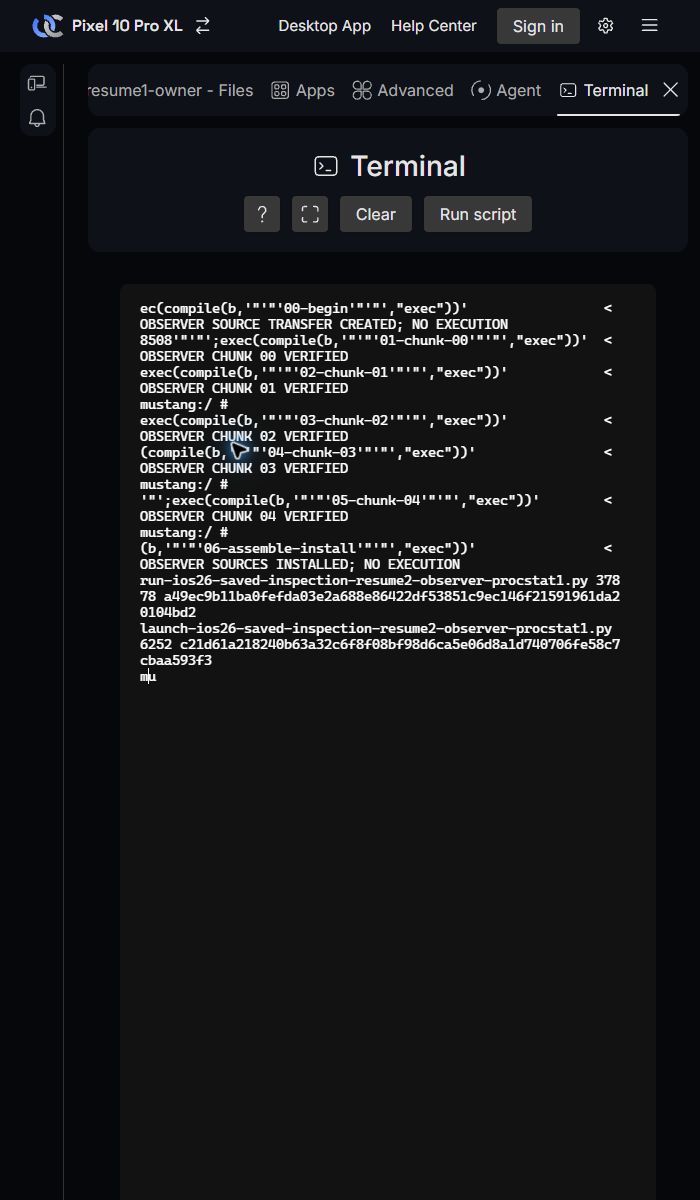 Pixel 10 Pro XL
Desktop App
Help Center
Sign in
resume1-owner - Files
Apps
Advanced
Agent
Terminal
Terminal
?
Clear
Run script
ec(compile(b,'"'"'00-begin'"'"',"exec"))' <
OBSERVER SOURCE TRANSFER CREATED; NO EXECUTION
8508'"'"';exec(compile(b,'"'"'01-chunk-00'"'"',"exec"))' <
OBSERVER CHUNK 00 VERIFIED
exec(compile(b,'"'"'02-chunk-01'"'"',"exec"))' <
OBSERVER CHUNK 01 VERIFIED
mustang:/ #
exec(compile(b,'"'"'03-chunk-02'"'"',"exec"))' <
OBSERVER CHUNK 02 VERIFIED
(compile(b,'"'"'04-chunk-03'"'"',"exec"))' <
OBSERVER CHUNK 03 VERIFIED
mustang:/ #
'"';exec(compile(b,'"'"'05-chunk-04'"'"',"exec"))' <
OBSERVER CHUNK 04 VERIFIED
mustang:/ #
(b,'"'"'06-assemble-install'"'"',"exec"))' <
OBSERVER SOURCES INSTALLED; NO EXECUTION
run-ios26-saved-inspection-resume2-observer-procstat1.py 378
78 a49ec9b11ba0fefda03e2a688e86422df53851c9ec146f21591961da2
0104bd2
launch-ios26-saved-inspection-resume2-observer-procstat1.py
6252 c21d61a218240b63a32c6f8f08bf98d6ca5e06d8a1d740706fe58c7
cbaa593f3
mu